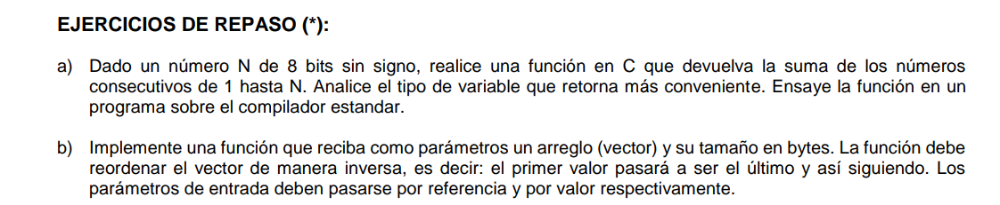 EJERCICIOS DE REPASO (*):
a) Dado un número N de 8 bits sin signo, realice una función en C que devuelva la suma de los números
consecutivos de 1 hasta N. Analice el tipo de variable que retorna más conveniente. Ensaye la función en un
programa sobre el compilador estandar.
b) Implemente una función que reciba como parámetros un arreglo (vector) y su tamaño en bytes. La función debe
reordenar el vector de manera inversa, es decir: el primer valor pasará a ser el último y así siguiendo. Los
parámetros de entrada deben pasarse por referencia y por valor respectivamente.